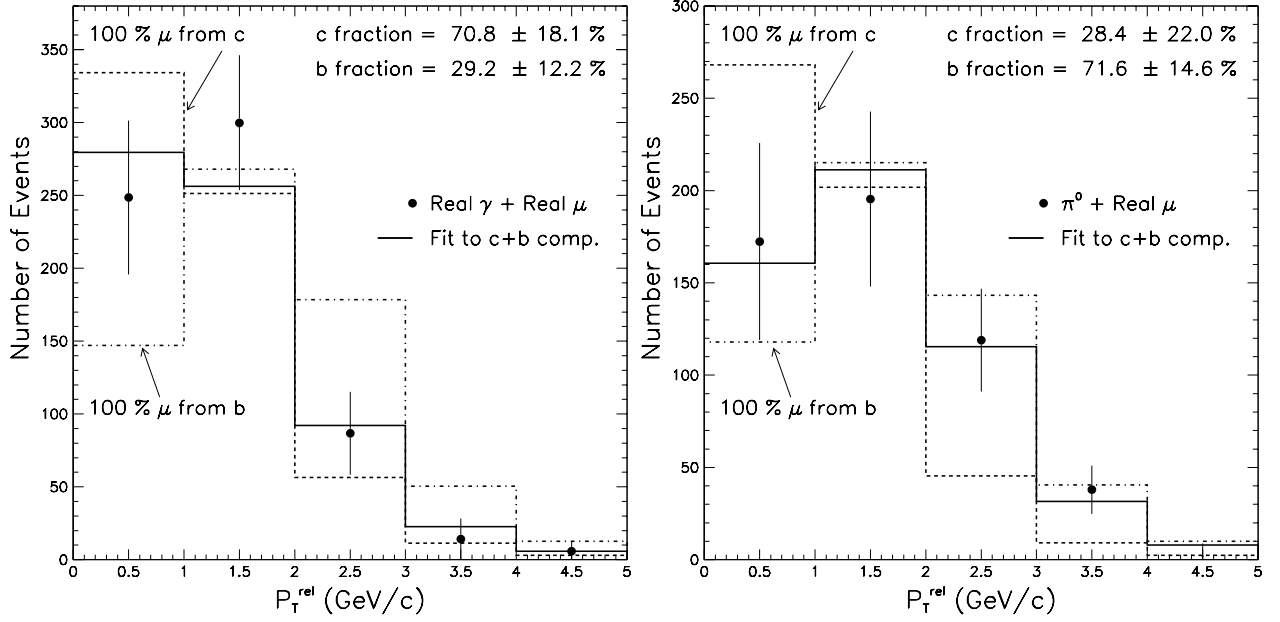 100 % μ from c
c fraction = 70.8 ± 18.1 %
b fraction = 29.2 ± 12.2 %
Real γ + Real μ
Fit to c+b comp.
100 % μ from b
Number of Events
0
50
100
150
200
250
300
350
0 0.5 1 1.5 2 2.5 3 3.5 4 4.5 5
P_T^rel (GeV/c)
100 % μ from c
c fraction = 28.4 ± 22.0 %
b fraction = 71.6 ± 14.6 %
π⁰ + Real μ
Fit to c+b comp.
100 % μ from b
Number of Events
0
50
100
150
200
250
300
0 0.5 1 1.5 2 2.5 3 3.5 4 4.5 5
P_T^rel (GeV/c)